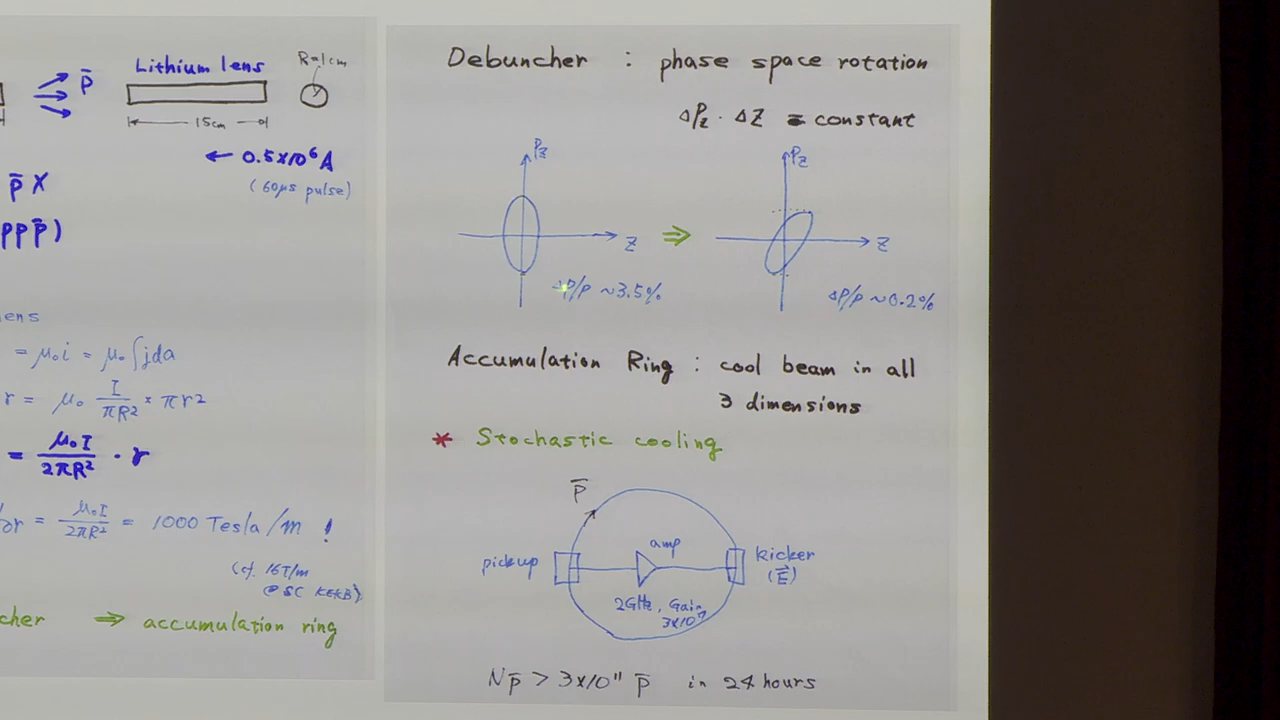 Lithium lens
R=1cm
p̄
15cm
← 0.5×10⁶A
(60μs pulse)
p̄ X
ppp̄)
ens
= μ₀i = μ₀∫jda
r = μ₀ I/πR² × πr²
= μ₀I/2πR² · r
/∂r = μ₀I/2πR² = 1000 Tesla/m !
(cf. 16T/m
@ SC KEKB)
cher ⇒ accumulation ring
Debuncher : phase space rotation
ΔPz · ΔZ = constant
Pz
Z
ΔP/P ~3.5%
⇒
Pz
Z
ΔP/P ~0.2%
Accumulation Ring : cool beam in all
3 dimensions
* Stochastic cooling
p̄
pickup
amp
kicker
(E⃗)
2GHz, Gain
3×10⁷
Np̄ > 3×10¹¹ p̄ in 24 hours